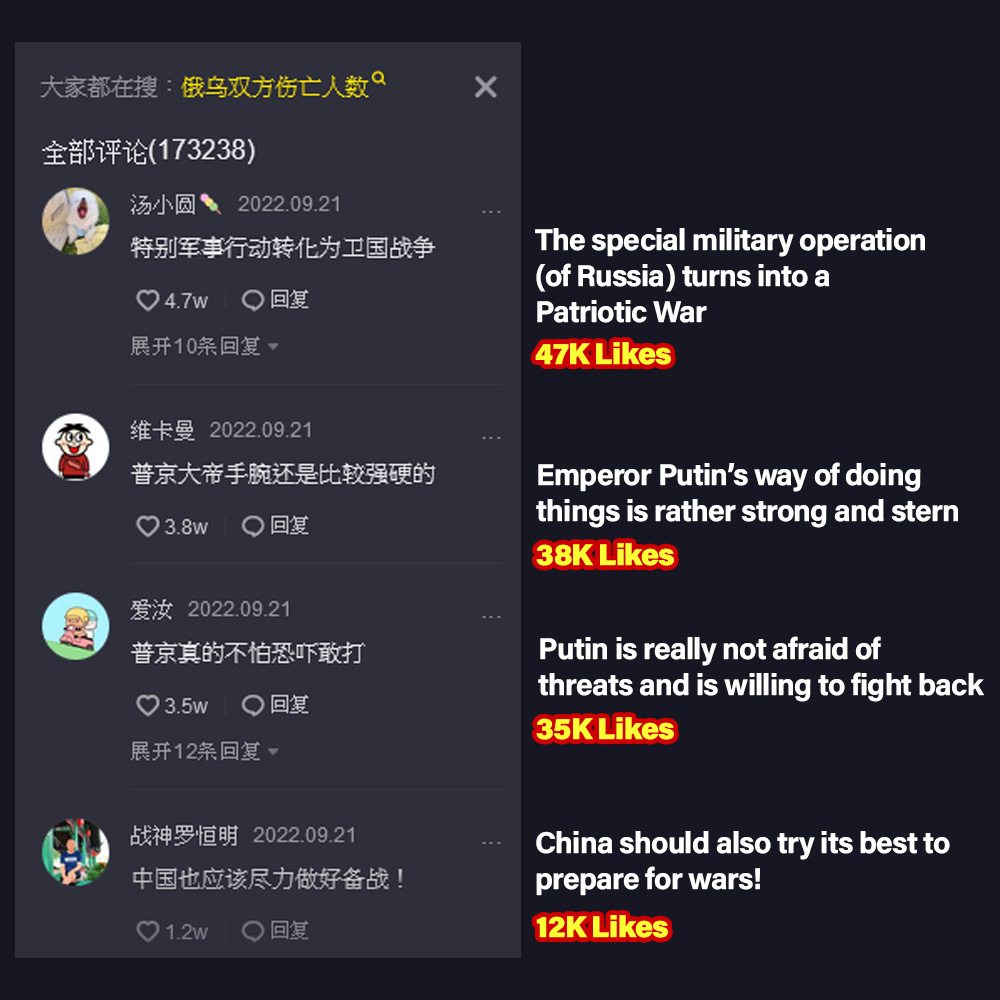 大家都在搜：俄乌双方伤亡人数
全部评论(173238)
汤小圆 2022.09.21 ...
特别军事行动转化为卫国战争
4.7w 回复
展开10条回复
The special military operation
(of Russia) turns into a
Patriotic War
47K Likes
维卡曼 2022.09.21 ...
普京大帝手腕还是比较强硬的
3.8w 回复
Emperor Putin’s way of doing
things is rather strong and stern
38K Likes
爱汝 2022.09.21 ...
普京真的不怕恐吓敢打
3.5w 回复
展开12条回复
Putin is really not afraid of
threats and is willing to fight back
35K Likes
战神罗恒明 2022.09.21 ...
中国也应该尽力做好备战！
1.2w 回复
China should also try its best to
prepare for wars!
12K Likes